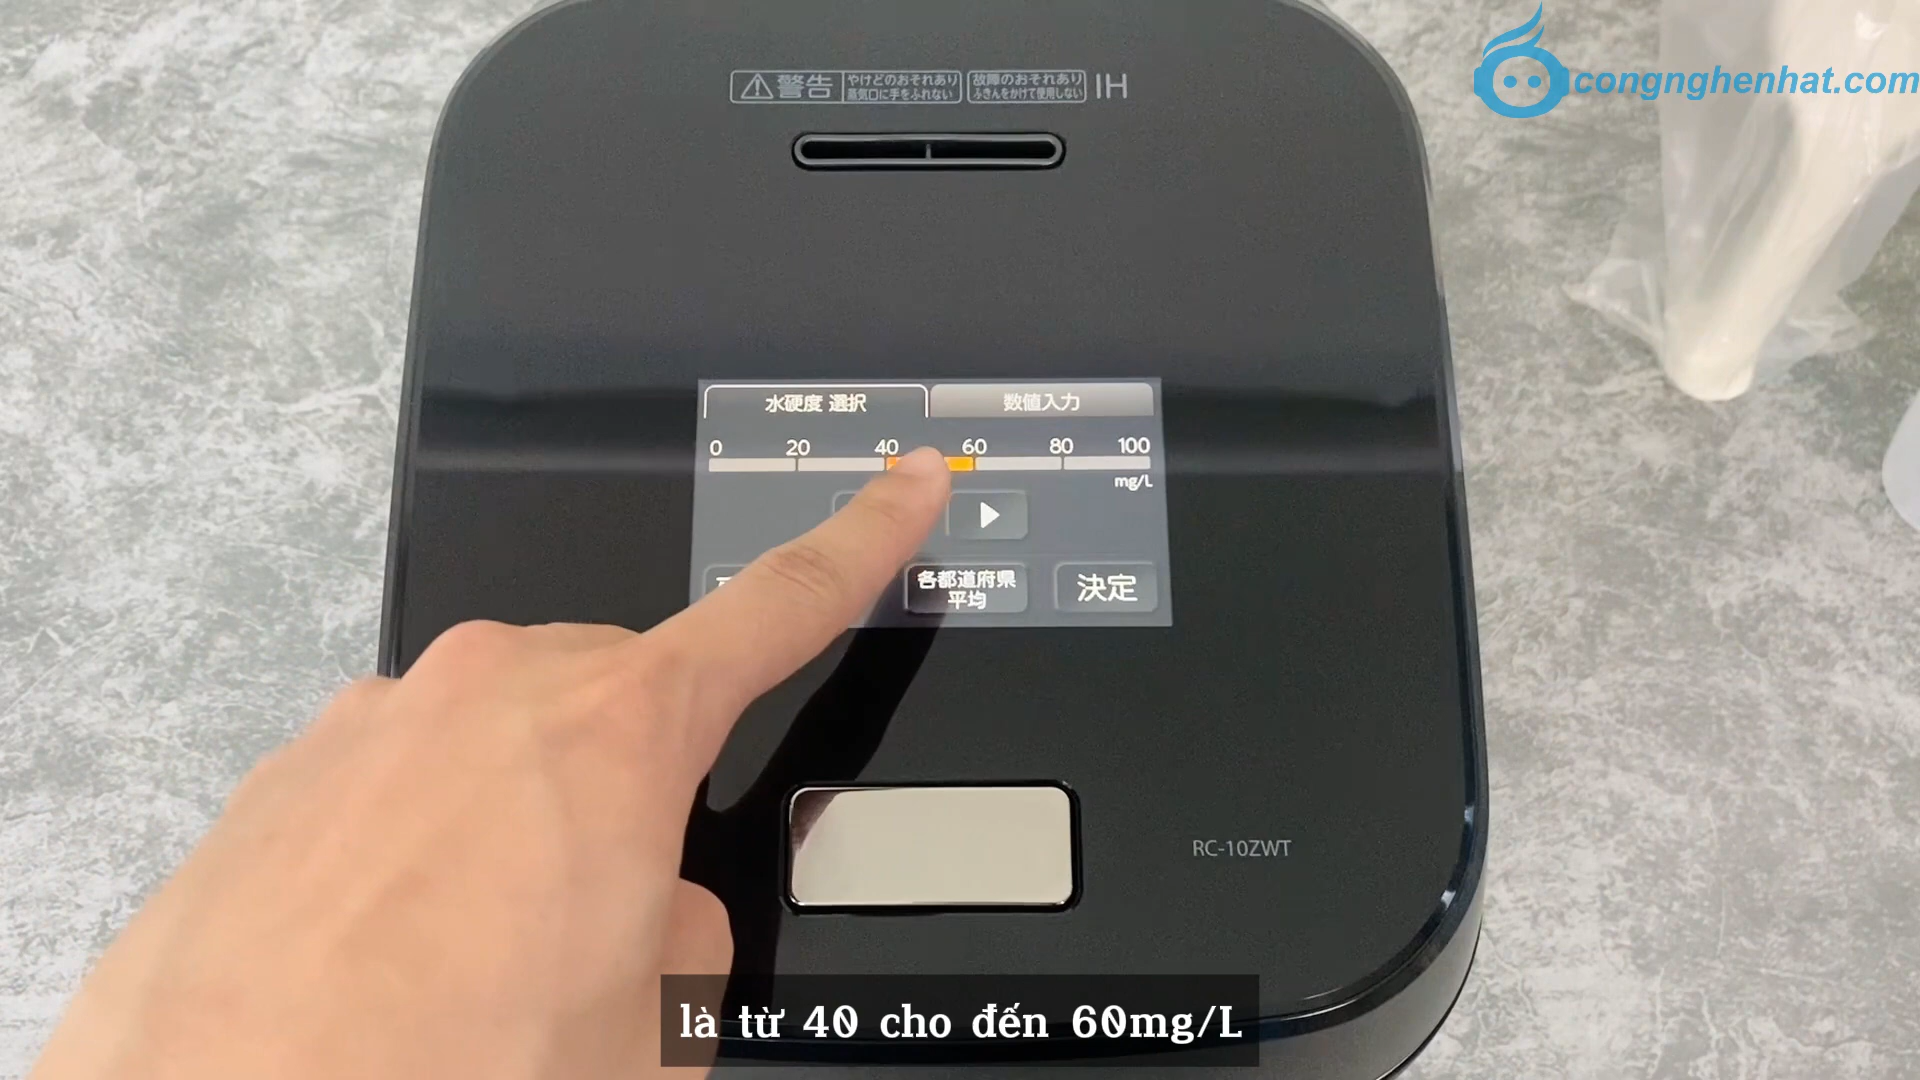 congnghenhat.com
警告
やけどのおそれあり
蒸気口に手をふれない
故障のおそれあり
ふきんをかけて使用しない
IH
水硬度 選択
数値入力
0 20 40 60 80 100
mg/L
各都道府県
平均
決定
RC-10ZWT
là từ 40 cho đến 60mg/L